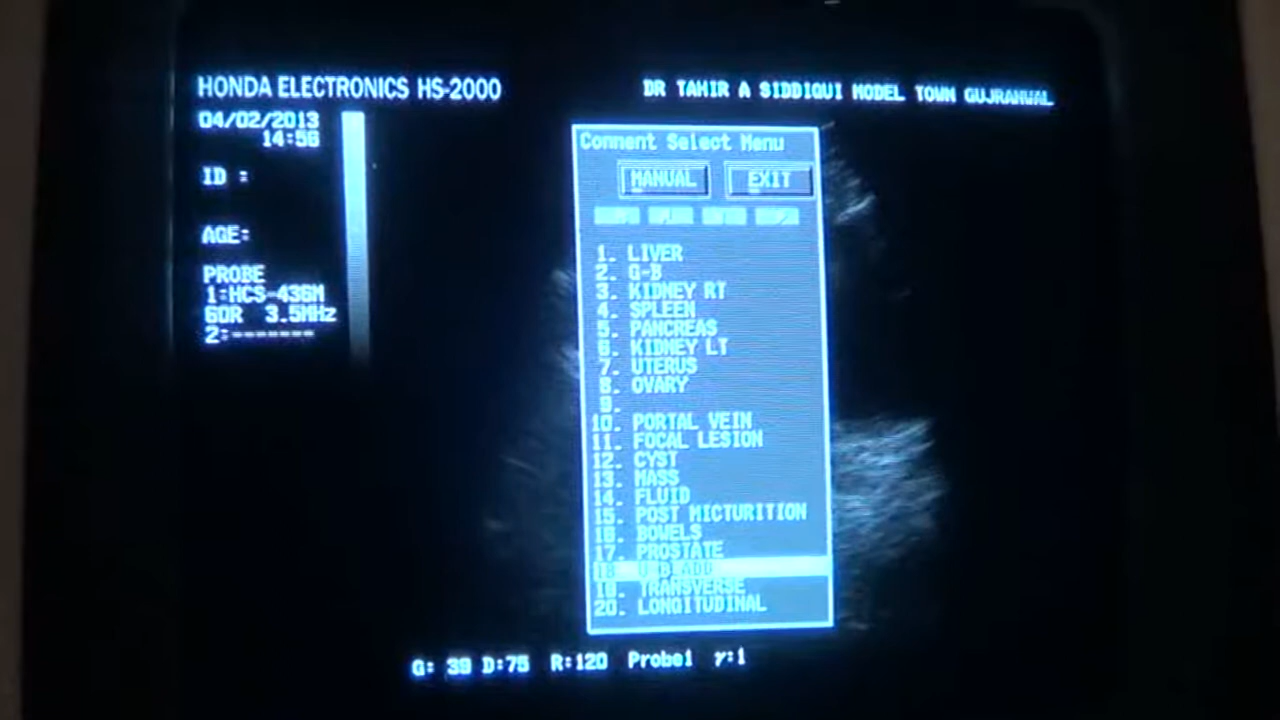 HONDA ELECTRONICS HS-2000
DR TAHIR A SIDDIQUI MODEL TOWN GUJRANWAL
04/02/2013
14:56
ID :
AGE:
PROBE
1:HCS-436M
60R 3.5MHz
2:-------
Comment Select Menu
MANUAL EXIT
1. LIVER
2. G-B
3. KIDNEY RT
4. SPLEEN
5. PANCREAS
6. KIDNEY LT
7. UTERUS
8. OVARY
9.
10. PORTAL VEIN
11. FOCAL LESION
12. CYST
13. MASS
14. FLUID
15. POST MICTURITION
16. BOWELS
17. PROSTATE
18.
19. TRANSVERSE
20. LONGITUDINAL
G: 39 D:75 R:120 Probe1 γ:1